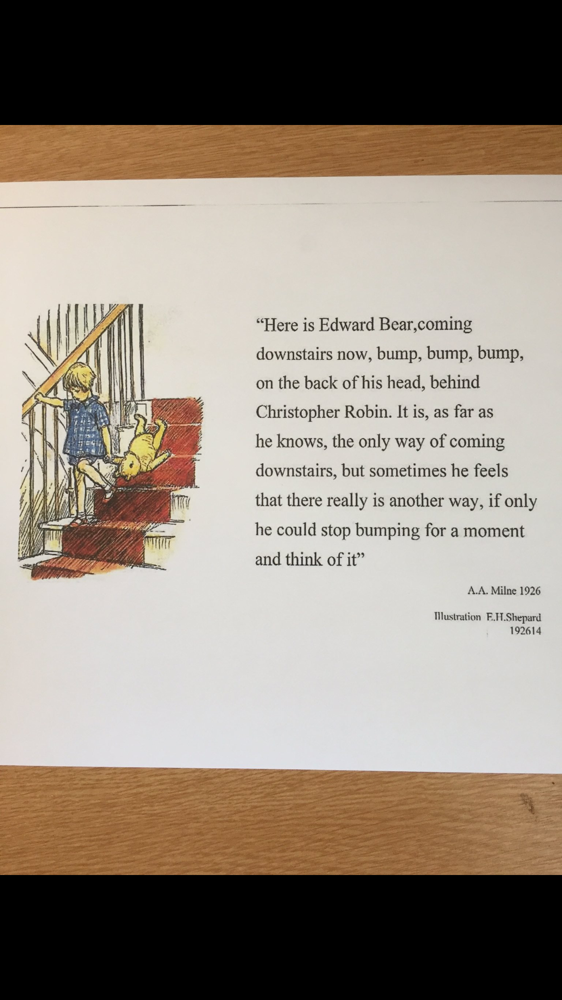 “Here is Edward Bear,coming
downstairs now, bump, bump, bump,
on the back of his head, behind
Christopher Robin. It is, as far as
he knows, the only way of coming
downstairs, but sometimes he feels
that there really is another way, if only
he could stop bumping for a moment
and think of it”
A.A. Milne 1926
Illustration E.H.Shepard
192614